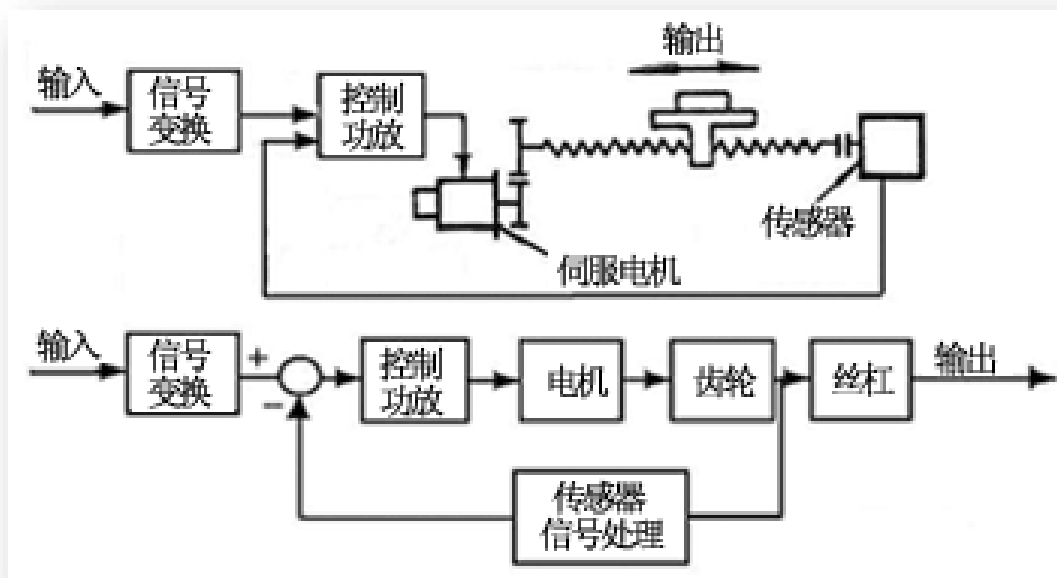 输出
输入
信号
变换
控制
功放
传感器
伺服电机
输入
信号
变换
+
−
控制
功放
电机
齿轮
丝杠
输出
传感器
信号处理